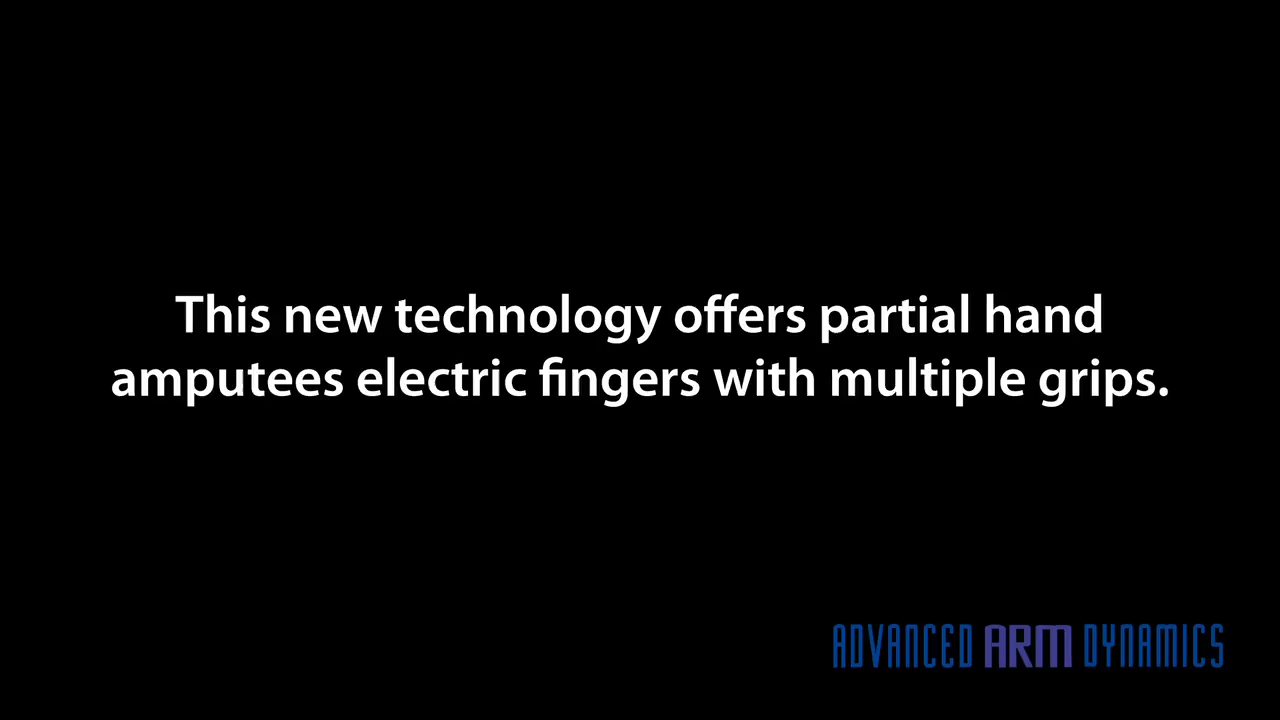 This new technology offers partial hand
amputees electric fingers with multiple grips.
ADVANCED ARM DYNAMICS